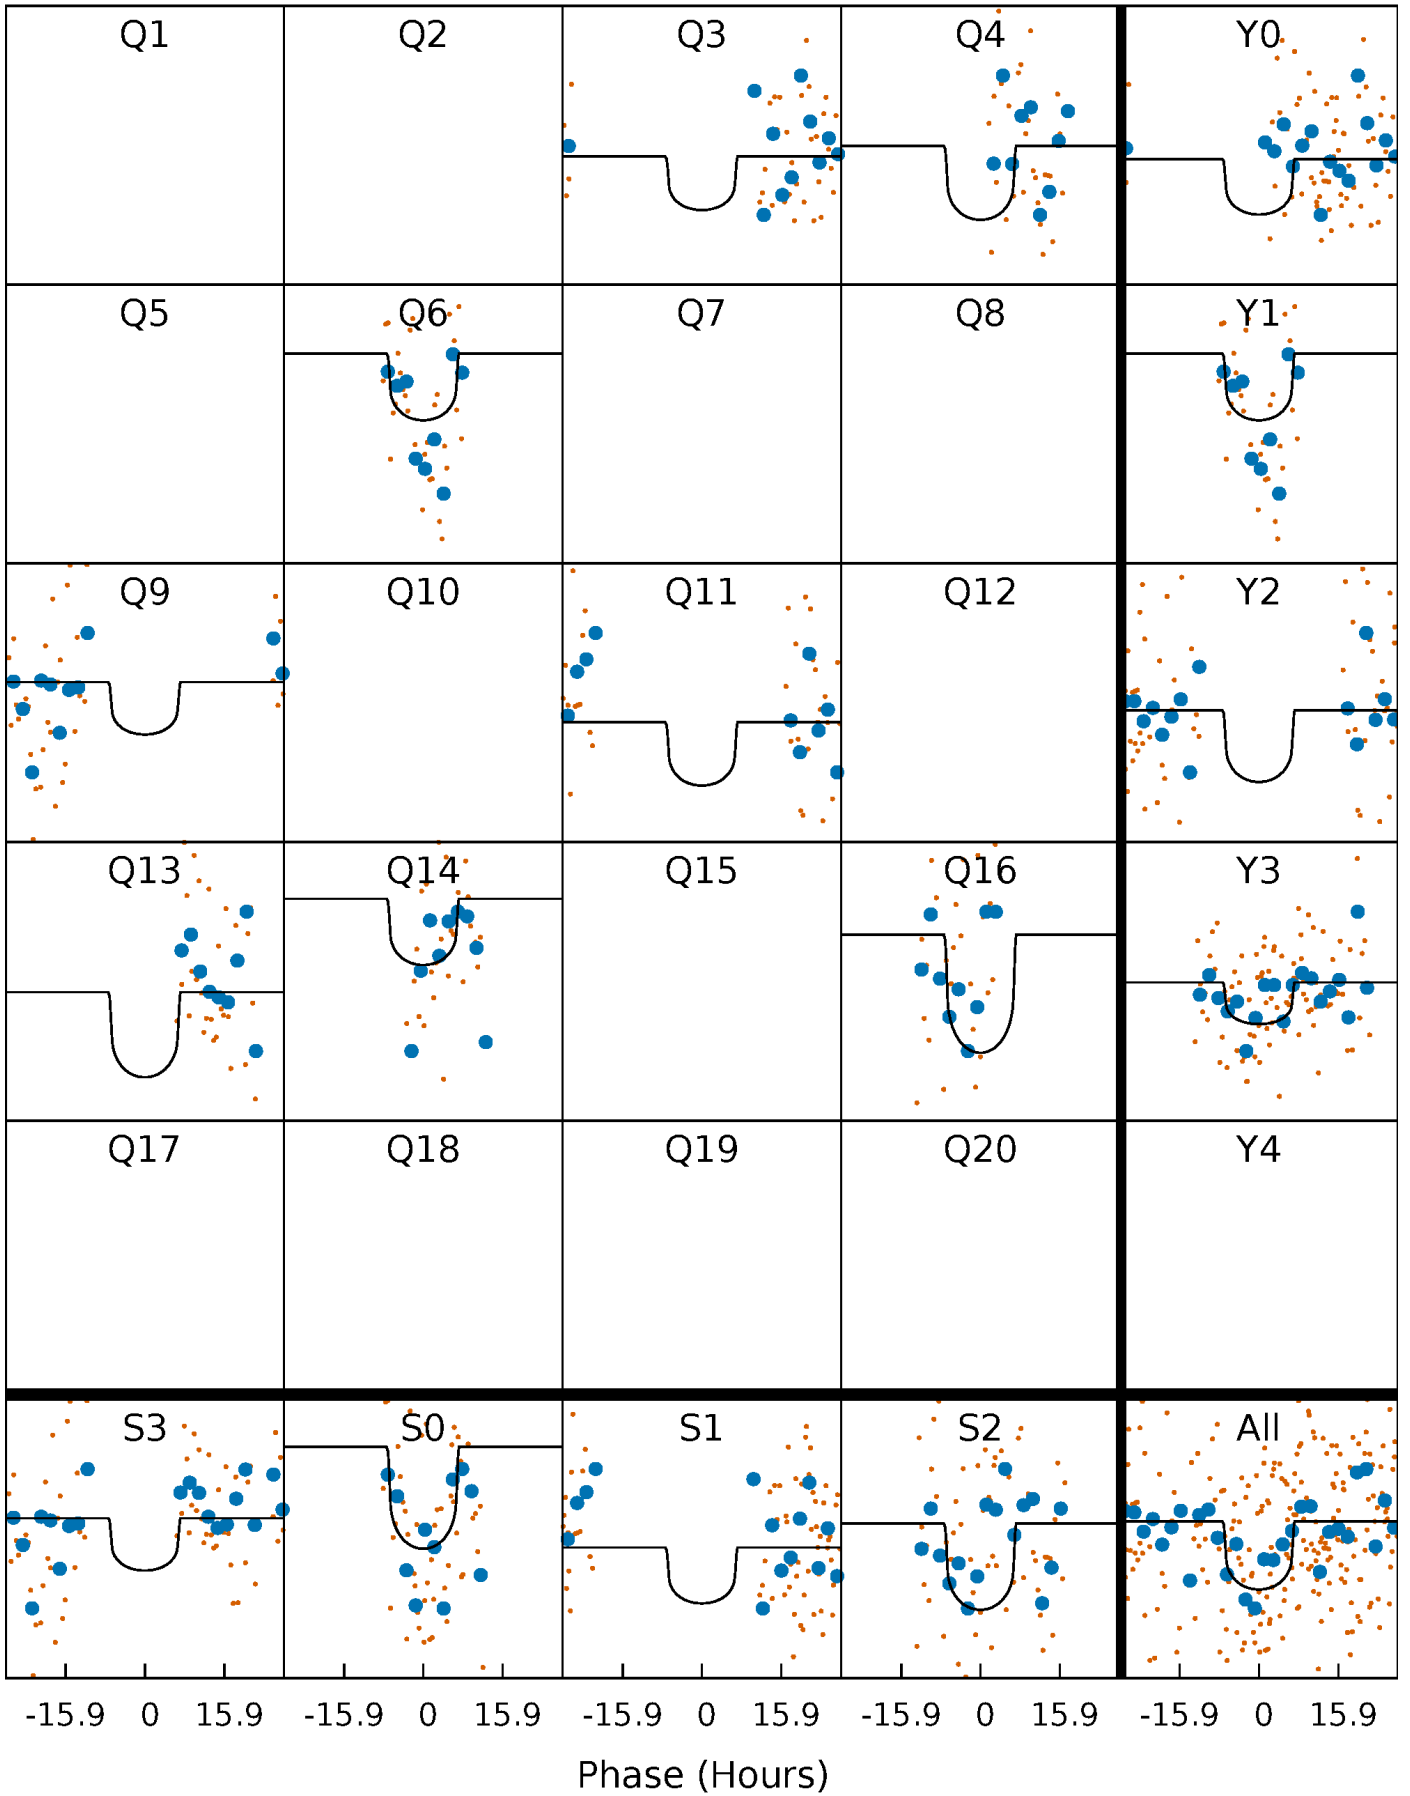 Q1 Q2 Q3 Q4 Y0
Q5 Q6 Q7 Q8 Y1
Q9 Q10 Q11 Q12 Y2
Q13 Q14 Q15 Q16 Y3
Q17 Q18 Q19 Q20 Y4
S3 S0 S1 S2 All
-15.9 0 15.9 -15.9 0 15.9 -15.9 0 15.9 -15.9 0 15.9 -15.9 0 15.9
Phase (Hours)